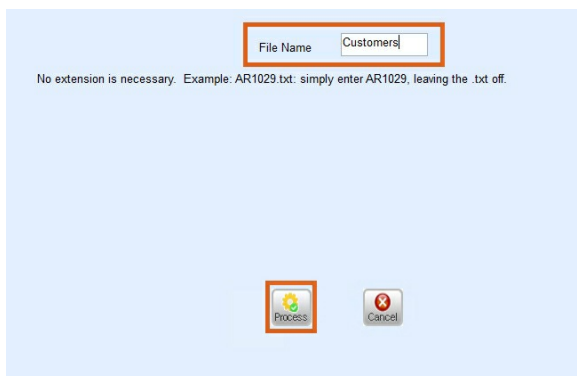 File Name Customers
No extension is necessary. Example: AR1029.txt: simply enter AR1029, leaving the .txt off.
Process Cancel